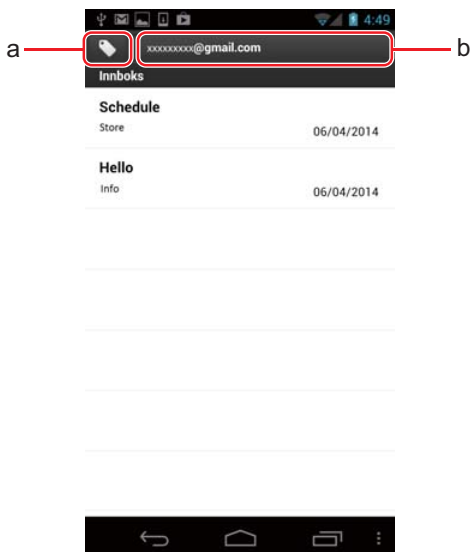 4:49
a
xxxxxxxxx@gmail.com
b
Innboks
Schedule
Store
06/04/2014
Hello
Info
06/04/2014